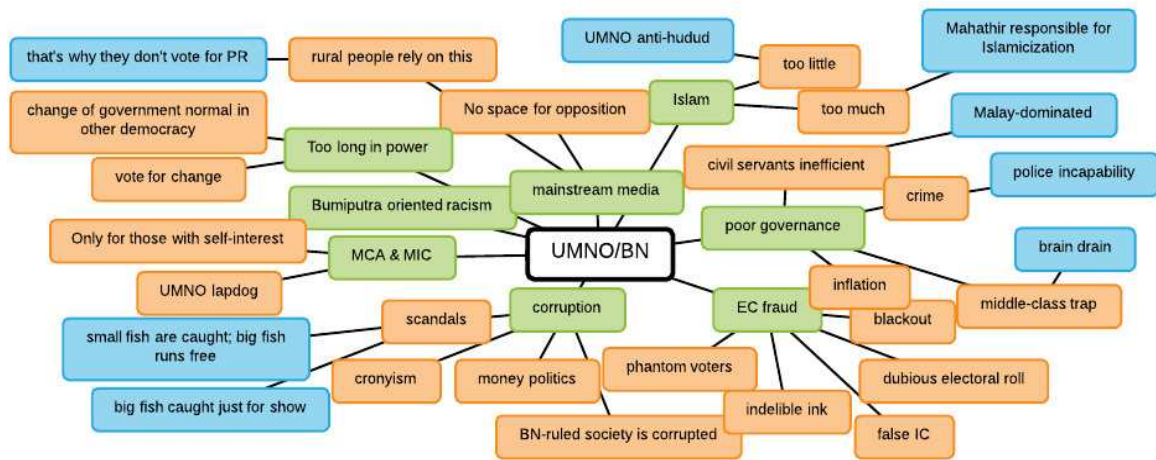 that's why they don't vote for PR
rural people rely on this
UMNO anti-hudud
Mahathir responsible for
Islamicization
too little
change of government normal in
other democracy
No space for opposition
Islam
too much
Malay-dominated
Too long in power
vote for change
mainstream media
civil servants inefficient
police incapability
crime
Bumiputra oriented racism
poor governance
Only for those with self-interest
MCA & MIC
UMNO/BN
brain drain
UMNO lapdog
inflation
middle-class trap
scandals
corruption
EC fraud
blackout
small fish are caught; big fish
runs free
cronyism
money politics
phantom voters
dubious electoral roll
big fish caught just for show
indelible ink
BN-ruled society is corrupted
false IC